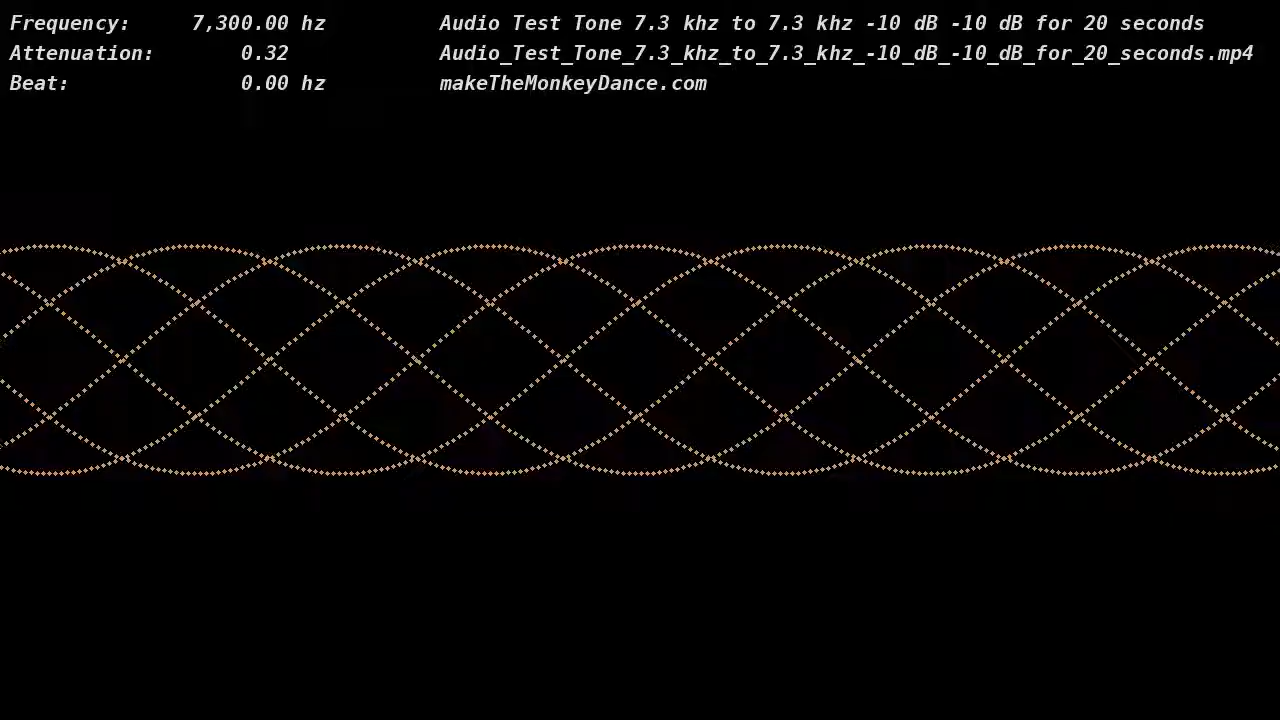 Frequency: 7,300.00 hz Audio Test Tone 7.3 khz to 7.3 khz -10 dB -10 dB for 20 seconds
Attenuation: 0.32 Audio_Test_Tone_7.3_khz_to_7.3_khz_-10_dB_-10_dB_for_20_seconds.mp4
Beat: 0.00 hz makeTheMonkeyDance.com